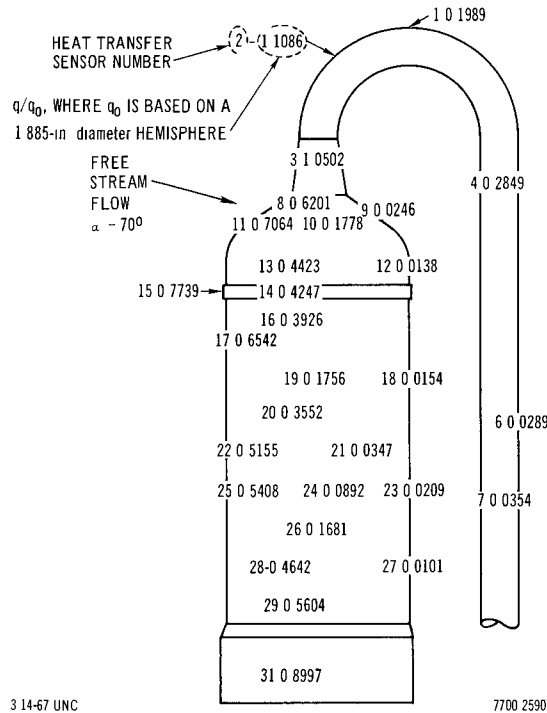 1 0 1989
HEAT TRANSFER
SENSOR NUMBER
2 - 1 1086
q/q0, WHERE q0 IS BASED ON A
1 885-in diameter HEMISPHERE
FREE
STREAM
FLOW
α - 70⁰
3 1 0502
4 0 2849
8 0 6201
9 0 0246
11 0 7064
10 0 1778
13 0 4423
12 0 0138
15 0 7739
14 0 4247
16 0 3926
17 0 6542
19 0 1756
18 0 0154
20 0 3552
6 0 0289
22 0 5155
21 0 0347
25 0 5408
24 0 0892
23 0 0209
7 0 0354
26 0 1681
28-0 4642
27 0 0101
29 0 5604
31 0 8997
3 14-67 UNC
7700 2590